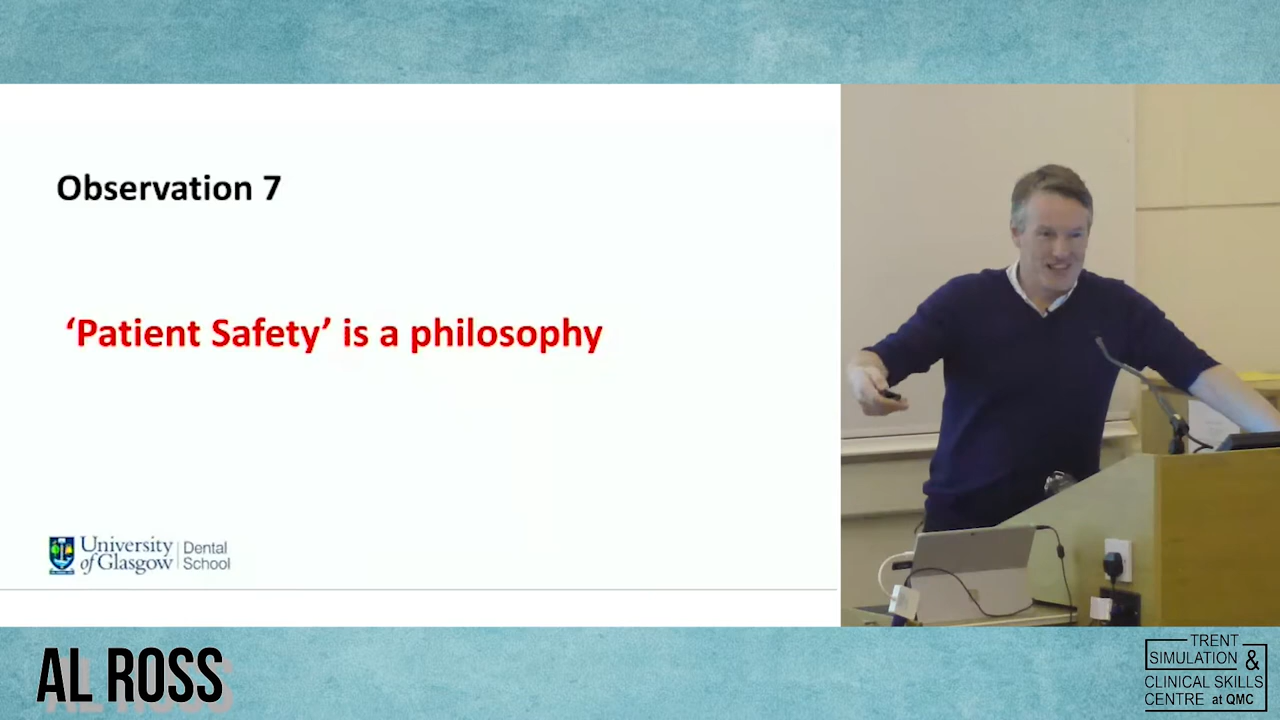 Observation 7
‘Patient Safety’ is a philosophy
University
of Glasgow
Dental
School
AL ROSS
TRENT
SIMULATION &
CLINICAL SKILLS
CENTRE at QMC